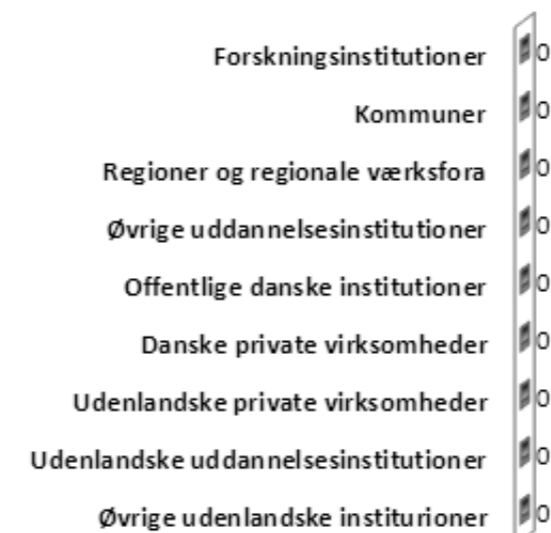 Forskningsinstitutioner 0
Kommuner 0
Regioner og regionale værksfora 0
Øvrige uddannelsesinstitutioner 0
Offentlige danske institutioner 0
Danske private virksomheder 0
Udenlandske private virksomheder 0
Udenlandske uddannelsesinstitutioner 0
Øvrige udenlandske institurioner 0